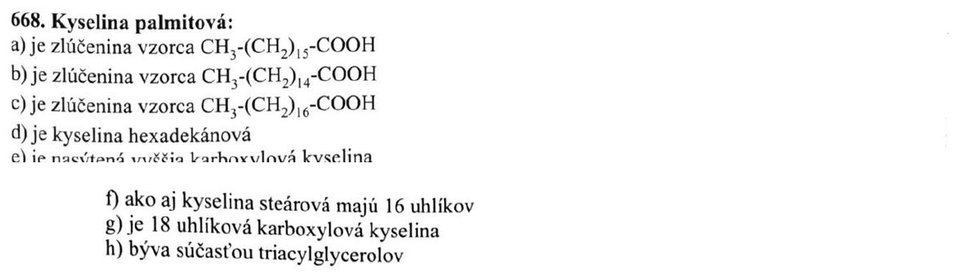 668. Kyselina palmitová:
a) je zlúčenina vzorca CH₃-(CH₂)₁₅-COOH
b) je zlúčenina vzorca CH₃-(CH₂)₁₄-COOH
c) je zlúčenina vzorca CH₃-(CH₂)₁₆-COOH
d) je kyselina hexadekánová
e) je nasýtená vyššia karboxylová kyselina
f) ako aj kyselina steárová majú 16 uhlíkov
g) je 18 uhlíková karboxylová kyselina
h) býva súčasťou triacylglycerolov